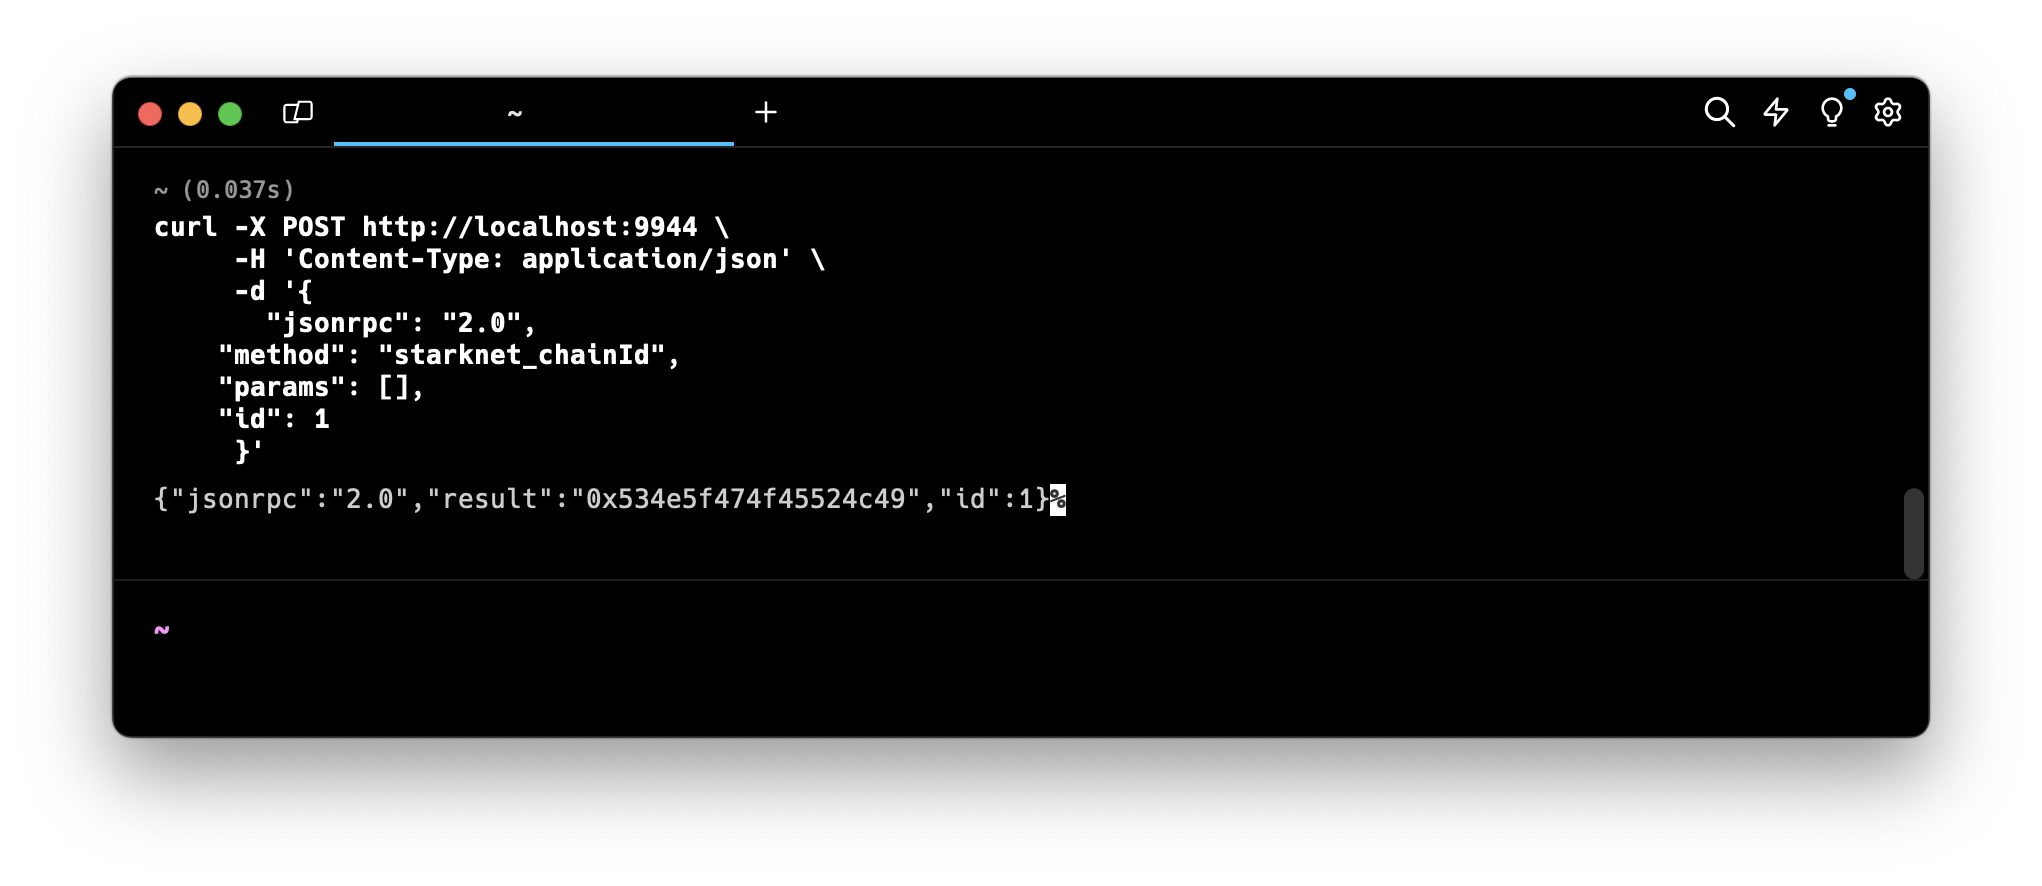 ~
~ (0.037s)
curl -X POST http://localhost:9944 \
     -H 'Content-Type: application/json' \
     -d '{
       "jsonrpc": "2.0",
    "method": "starknet_chainId",
    "params": [],
    "id": 1
     }'
{"jsonrpc":"2.0","result":"0x534e5f474f45524c49","id":1}%
~